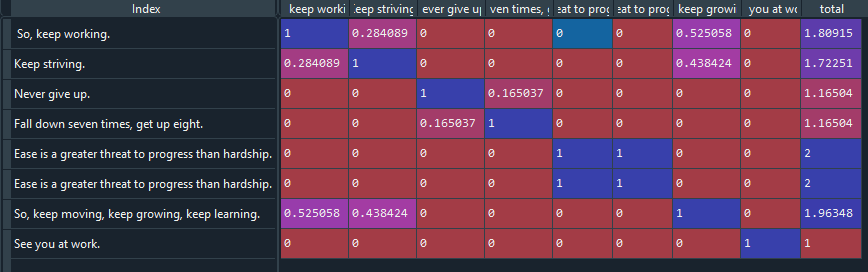 Index keep worki keep striving ever give up ven times, g eat to prog eat to prog keep growi you at wo total
So, keep working. 1 0.284089 0 0 0 0 0.525058 0 1.80915
Keep striving. 0.284089 1 0 0 0 0 0.438424 0 1.72251
Never give up. 0 0 1 0.165037 0 0 0 0 1.16504
Fall down seven times, get up eight. 0 0 0.165037 1 0 0 0 0 1.16504
Ease is a greater threat to progress than hardship. 0 0 0 0 1 1 0 0 2
Ease is a greater threat to progress than hardship. 0 0 0 0 1 1 0 0 2
So, keep moving, keep growing, keep learning. 0.525058 0.438424 0 0 0 0 1 0 1.96348
See you at work. 0 0 0 0 0 0 0 1 1